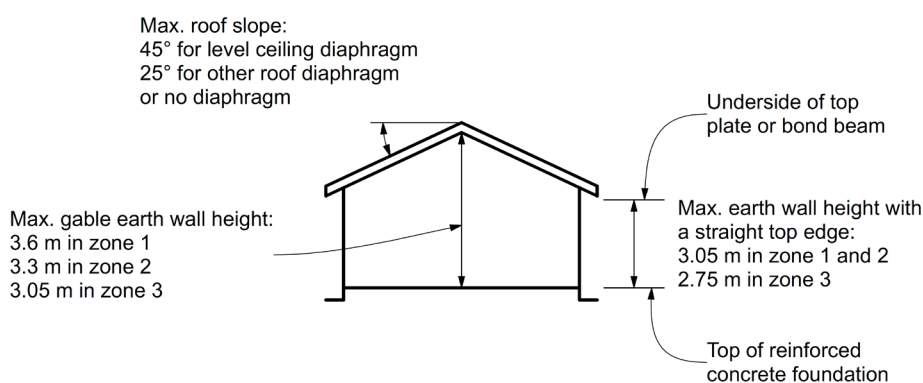 Max. roof slope:
45° for level ceiling diaphragm
25° for other roof diaphragm
or no diaphragm
Underside of top
plate or bond beam
Max. gable earth wall height:
3.6 m in zone 1
3.3 m in zone 2
3.05 m in zone 3
Max. earth wall height with
a straight top edge:
3.05 m in zone 1 and 2
2.75 m in zone 3
Top of reinforced
concrete foundation